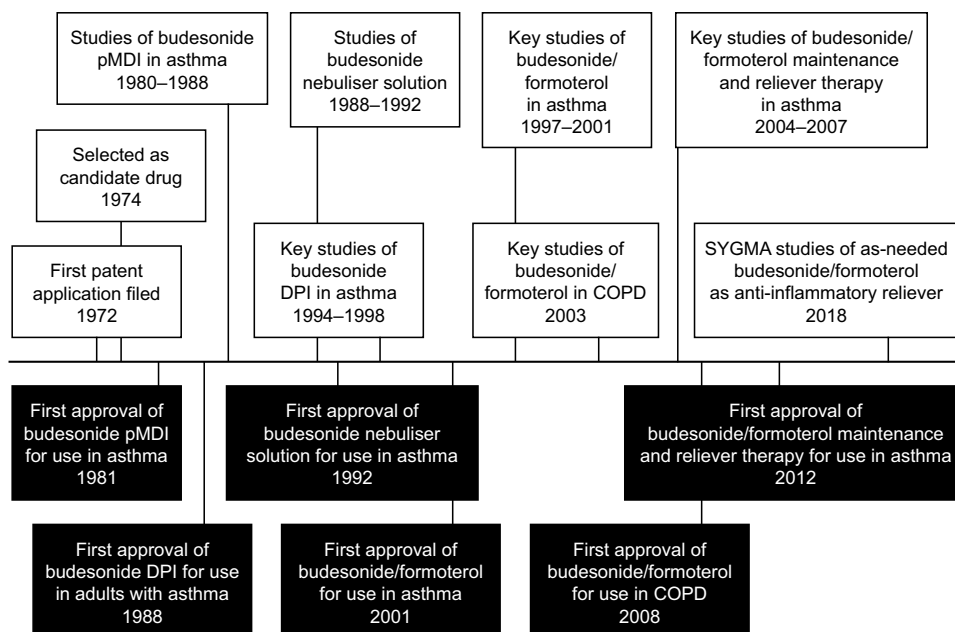 Studies of budesonide
pMDI in asthma
1980–1988
Studies of
budesonide
nebuliser solution
1988–1992
Key studies of
budesonide/
formoterol
in asthma
1997–2001
Key studies of budesonide/
formoterol maintenance
and reliever therapy
in asthma
2004–2007
Selected as
candidate drug
1974
First patent
application filed
1972
Key studies of
budesonide
DPI in asthma
1994–1998
Key studies of
budesonide/
formoterol in COPD
2003
SYGMA studies of as-needed
budesonide/formoterol
as anti-inflammatory reliever
2018
First approval of
budesonide pMDI
for use in asthma
1981
First approval of
budesonide nebuliser
solution for use in asthma
1992
First approval of
budesonide/formoterol maintenance
and reliever therapy for use in asthma
2012
First approval of
budesonide DPI for use
in adults with asthma
1988
First approval of
budesonide/formoterol
for use in asthma
2001
First approval of
budesonide/formoterol
for use in COPD
2008